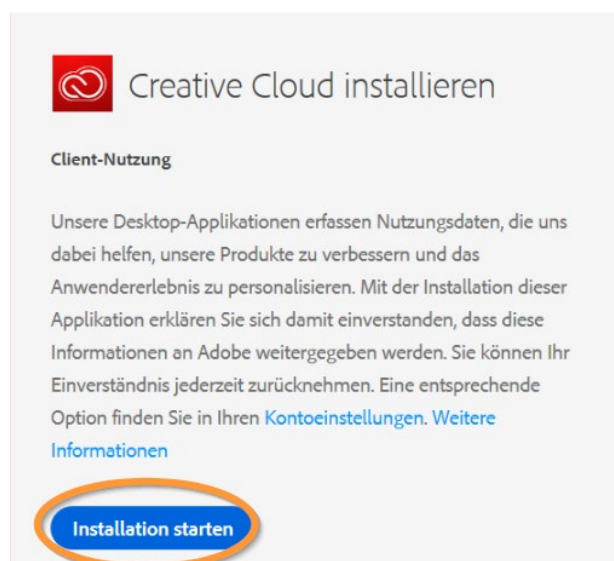 Creative Cloud installieren
Client-Nutzung
Unsere Desktop-Applikationen erfassen Nutzungsdaten, die uns
dabei helfen, unsere Produkte zu verbessern und das
Anwendererlebnis zu personalisieren. Mit der Installation dieser
Applikation erklären Sie sich damit einverstanden, dass diese
Informationen an Adobe weitergegeben werden. Sie können Ihr
Einverständnis jederzeit zurücknehmen. Eine entsprechende
Option finden Sie in Ihren Kontoeinstellungen. Weitere
Informationen
Installation starten